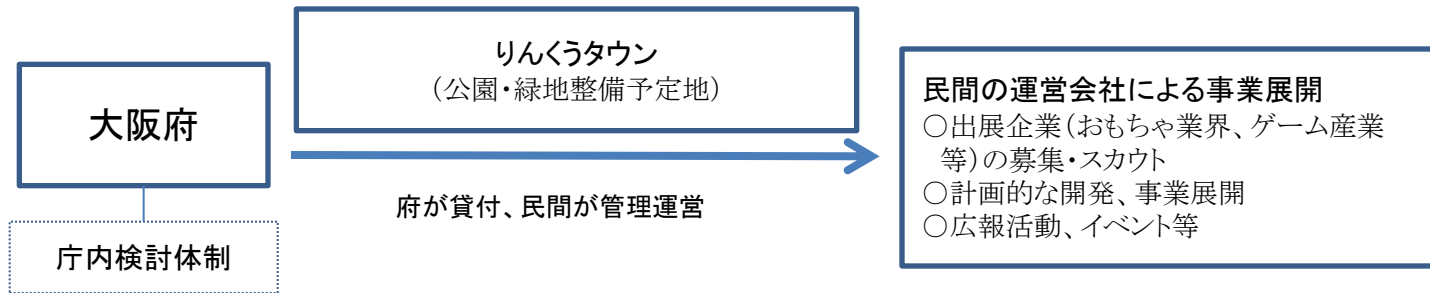 大阪府
庁内検討体制
りんくうタウン
（公園・緑地整備予定地）
府が貸付、民間が管理運営
民間の運営会社による事業展開
○出展企業（おもちゃ業界、ゲーム産業
等）の募集・スカウト
○計画的な開発、事業展開
○広報活動、イベント等